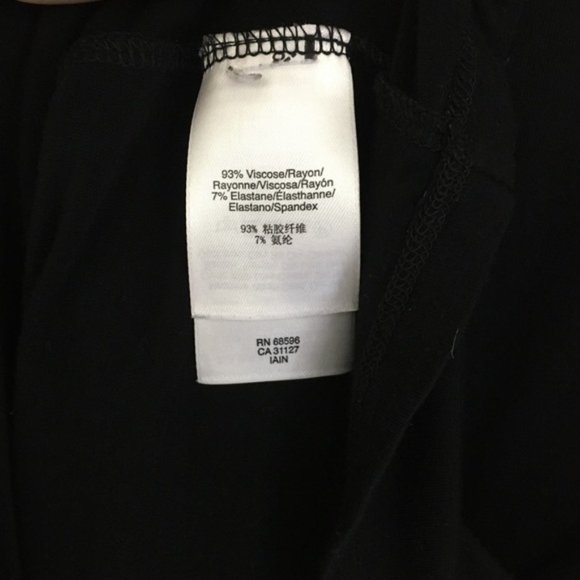 93% Viscose/Rayon/
Rayonne/Viscosa/Rayón
7% Elastane/Élasthanne/
Elastano/Spandex
93% 粘胶纤维
7% 氨纶
RN 68596
CA 31127
IAIN